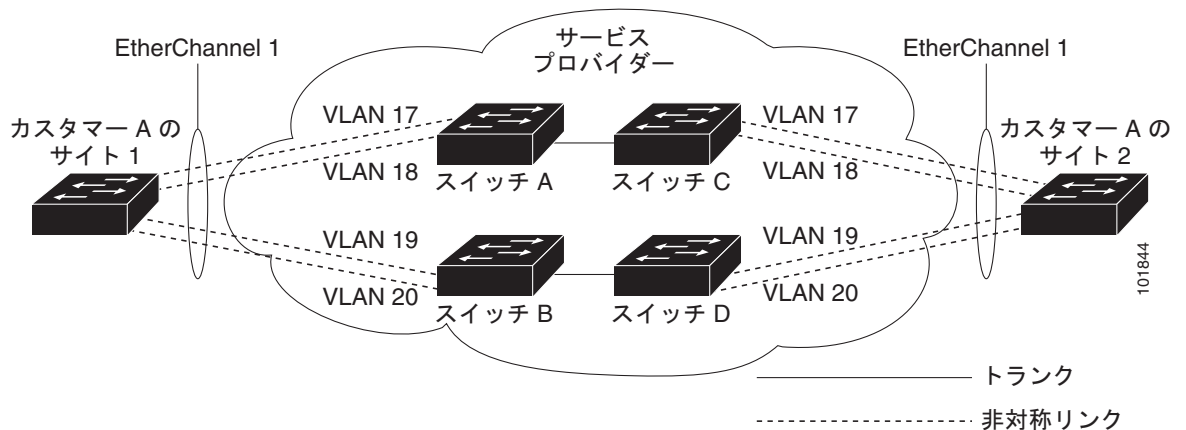 EtherChannel 1
サービス
プロバイダー
EtherChannel 1
カスタマー A の
サイト 1
VLAN 17
VLAN 18
スイッチ A
スイッチ C
VLAN 17
VLAN 18
カスタマー A の
サイト 2
VLAN 19
VLAN 20
スイッチ B
スイッチ D
VLAN 19
VLAN 20
101844
トランク
非対称リンク